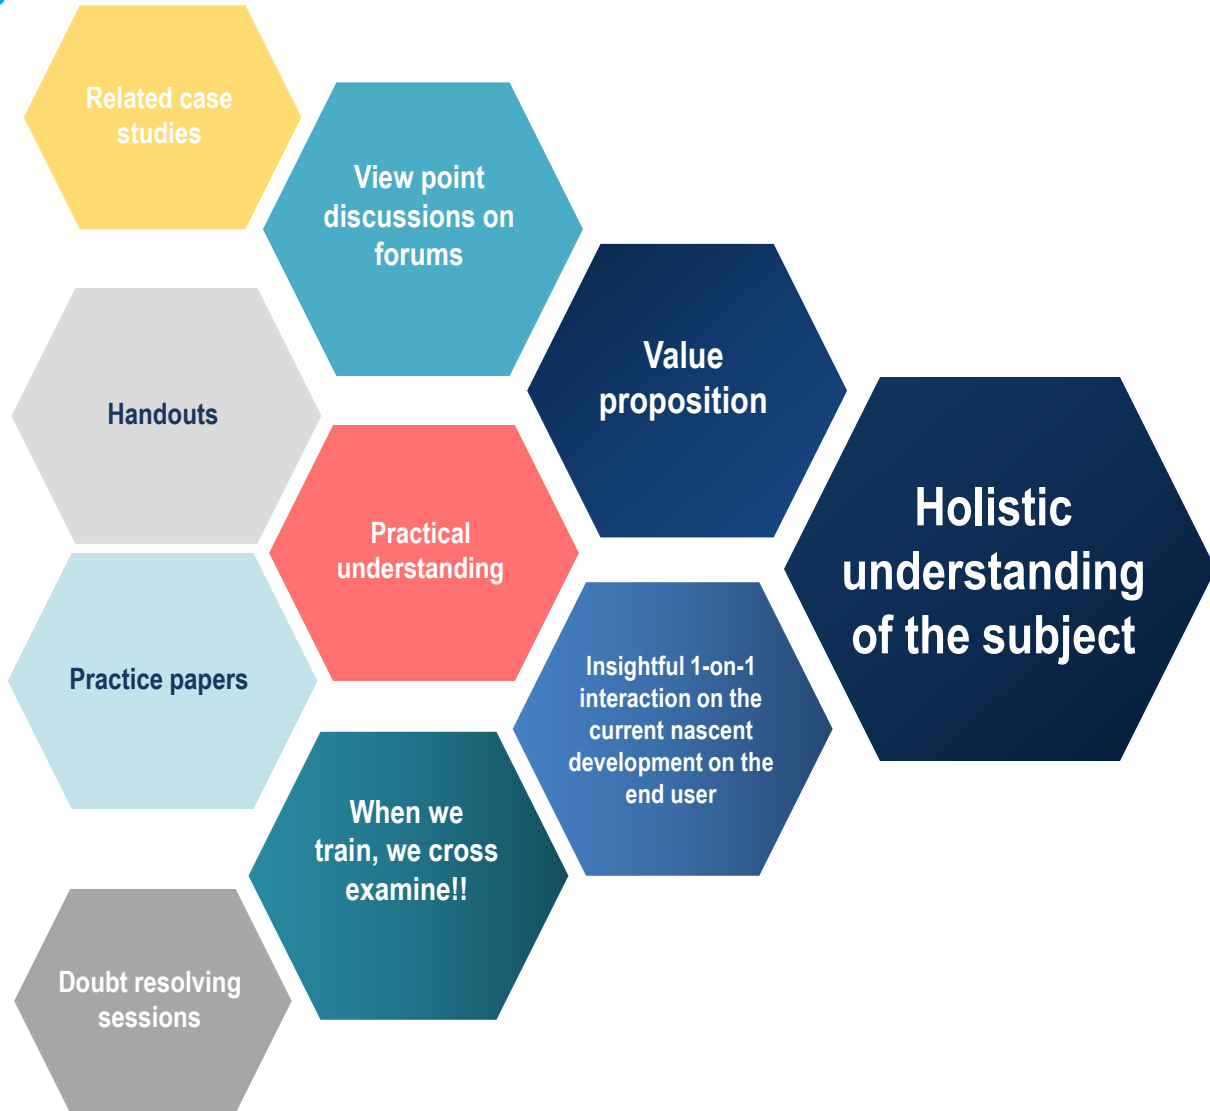 Related case
studies
View point
discussions on
forums
Value
proposition
Handouts
Holistic
understanding
of the subject
Practical
understanding
Practice papers
Insightful 1-on-1
interaction on the
current nascent
development on the
end user
When we
train, we cross
examine!!
Doubt resolving
sessions